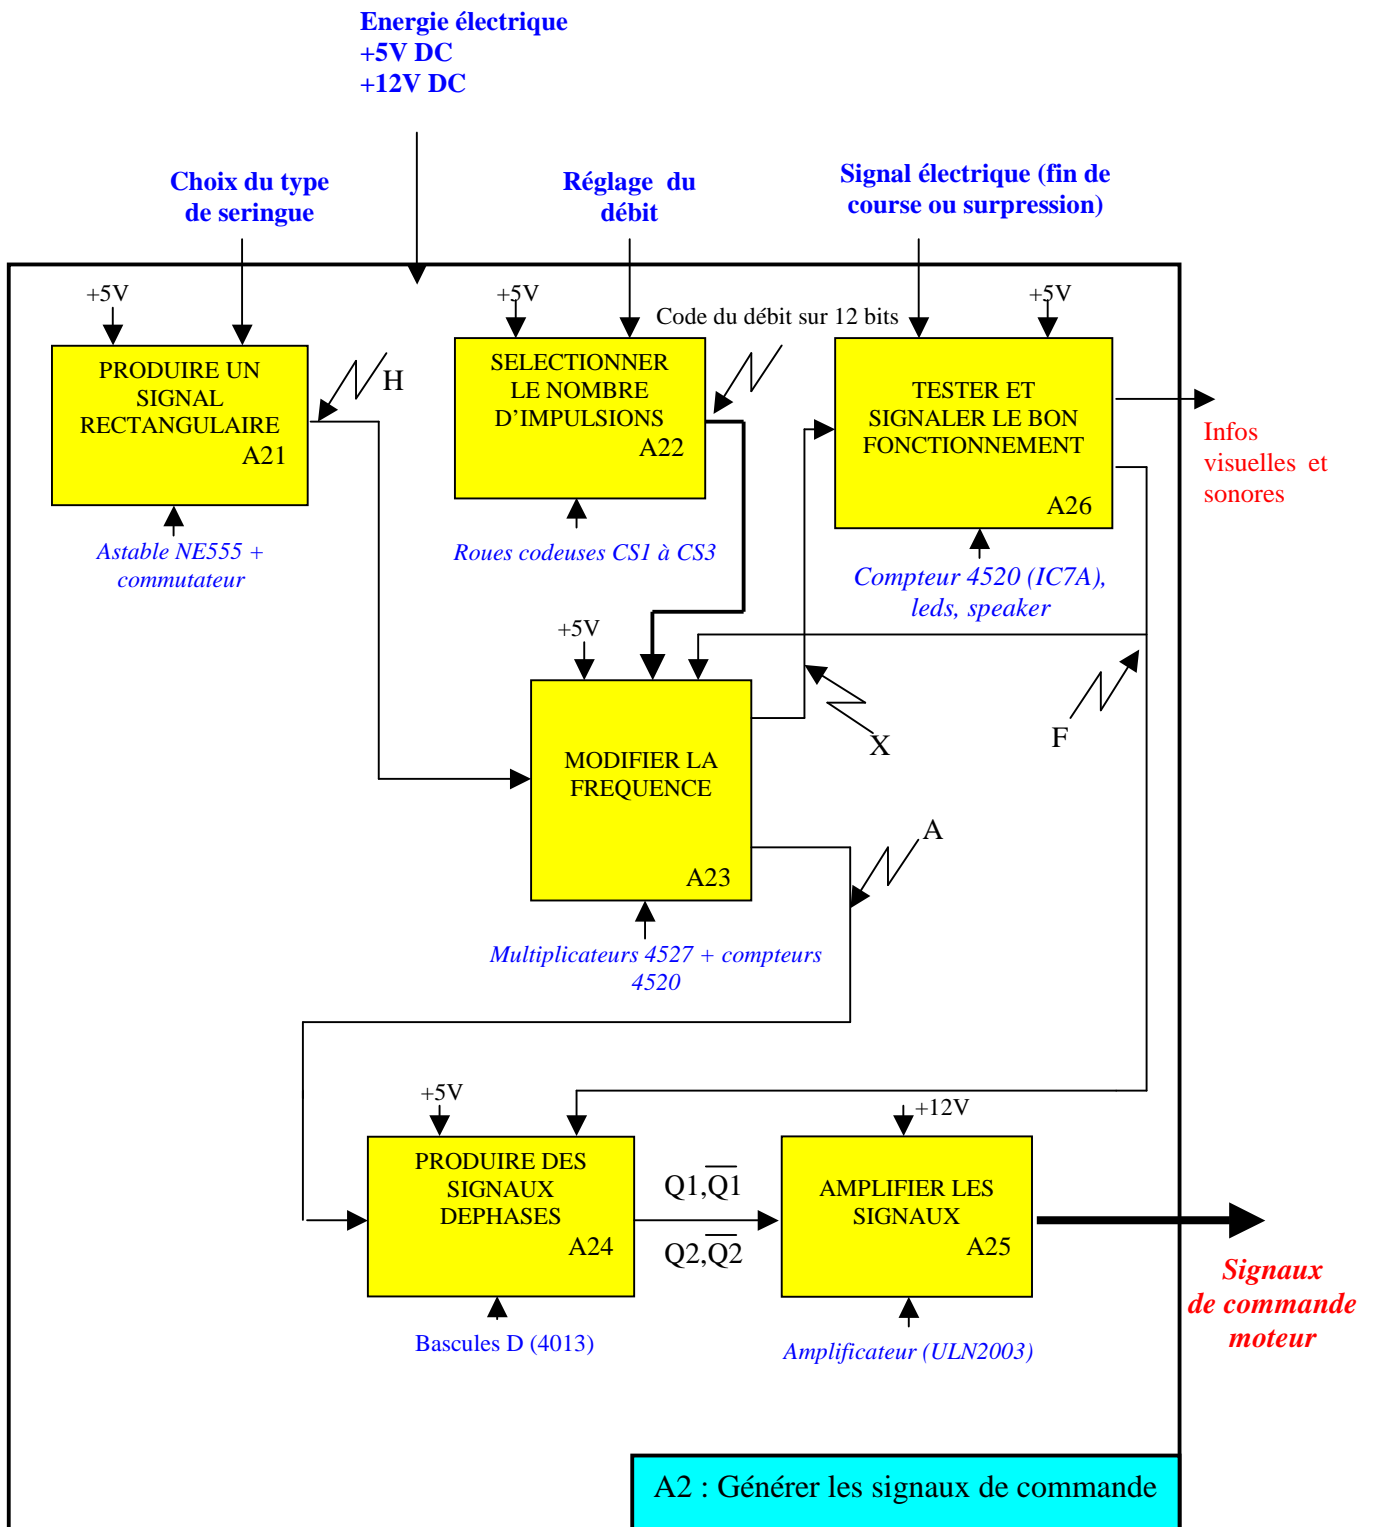 Energie électrique
+5V DC
+12V DC
Choix du type
de seringue
Réglage du
débit
Signal électrique (fin de
course ou surpression)
+5V
+5V
+5V
Code du débit sur 12 bits
PRODUIRE UN
SIGNAL
RECTANGULAIRE
A21
H
SELECTIONNER
LE NOMBRE
D'IMPULSIONS
A22
TESTER ET
SIGNALER LE BON
FONCTIONNEMENT
A26
Infos
visuelles et
sonores
Astable NE555 +
commutateur
Roues codeuses CS1 à CS3
Compteur 4520 (IC7A),
leds, speaker
+5V
MODIFIER LA
FREQUENCE
A23
X
F
A
Multiplicateurs 4527 + compteurs
4520
+5V
+12V
PRODUIRE DES
SIGNAUX
DEPHASES
A24
Q1,Q̅1̅
Q2,Q̅2̅
AMPLIFIER LES
SIGNAUX
A25
Signaux
de commande
moteur
Bascules D (4013)
Amplificateur (ULN2003)
A2 : Générer les signaux de commande